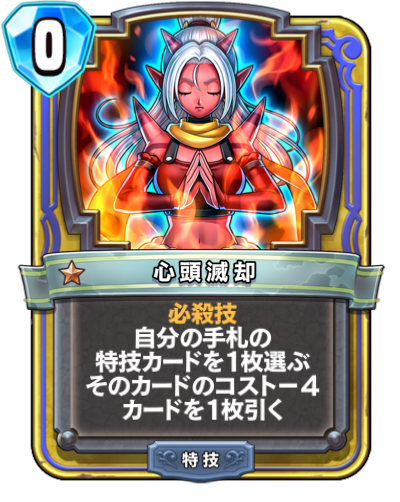 0
心頭滅却
必殺技
自分の手札の
特技カードを1枚選ぶ
そのカードのコストー4
カードを1枚引く
特技